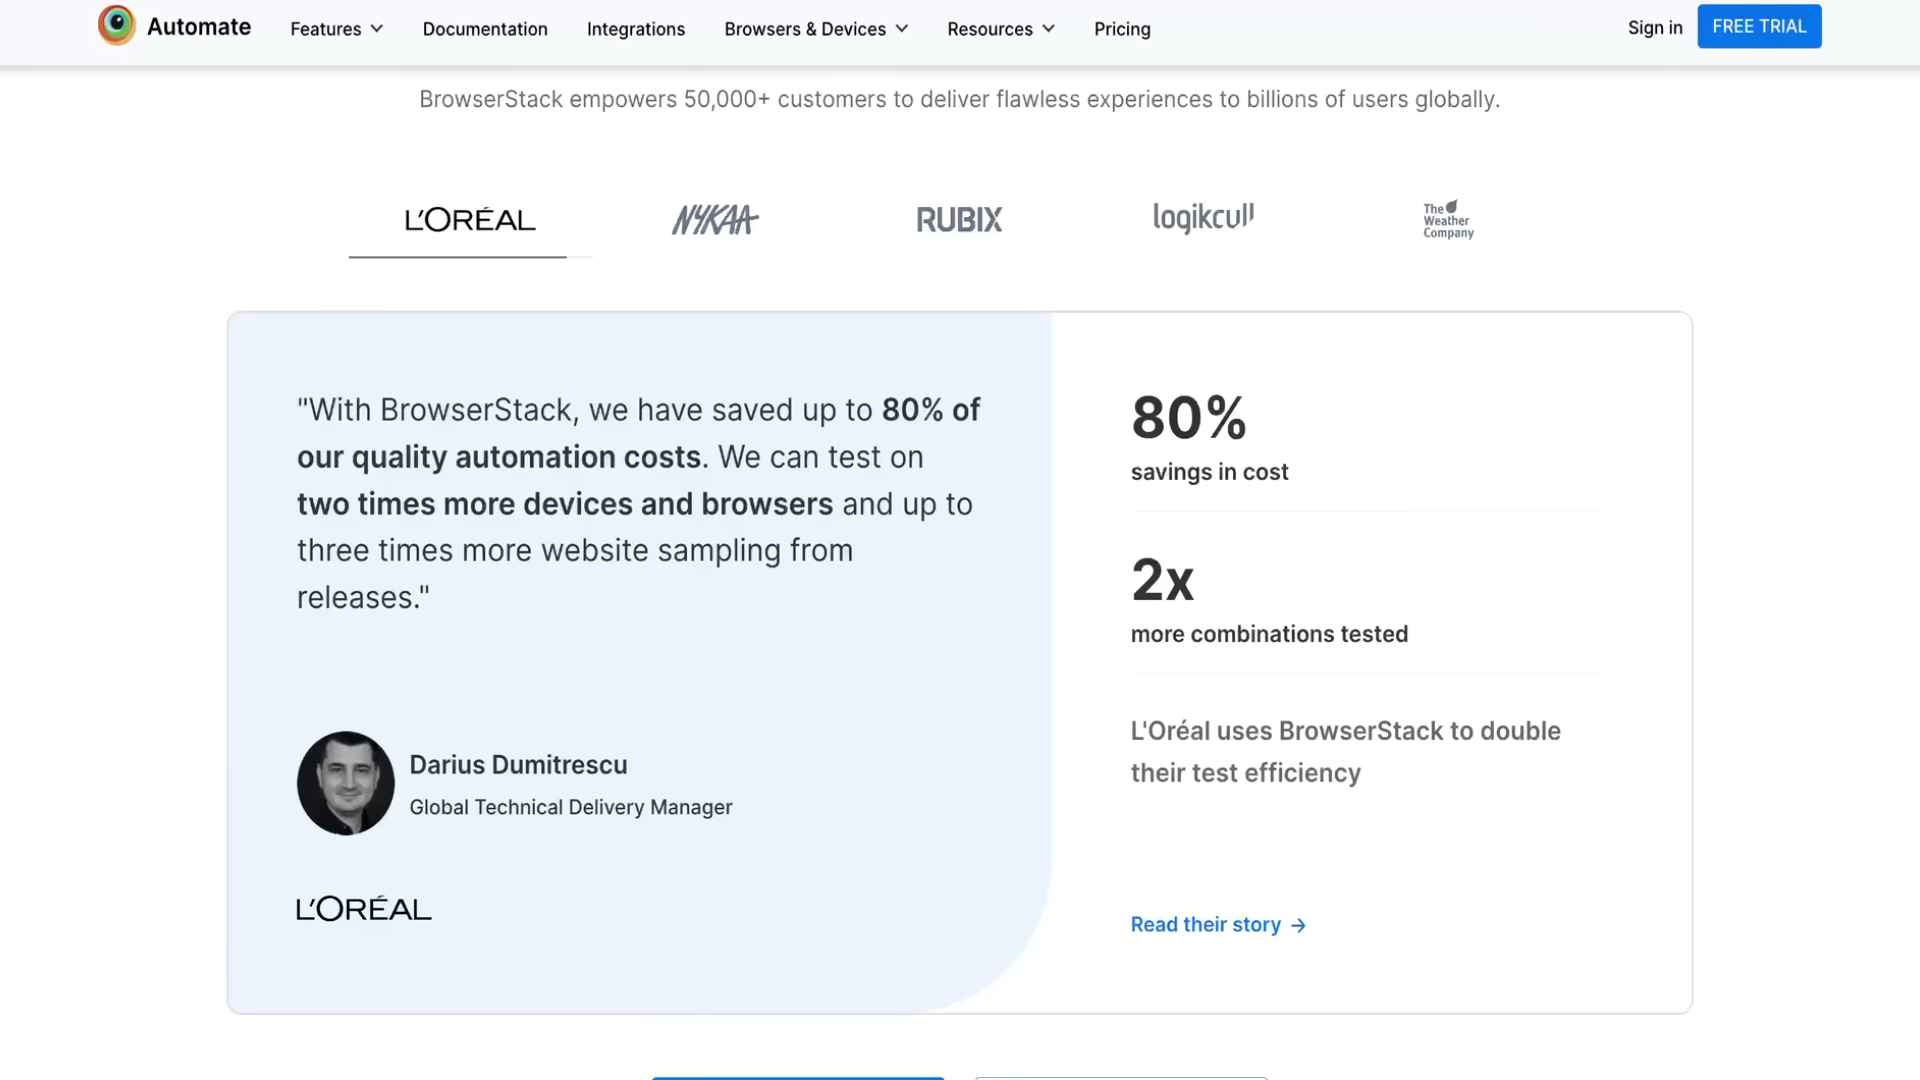 Automate
Features
Documentation
Integrations
Browsers & Devices
Resources
Pricing
Sign in
FREE TRIAL
BrowserStack empowers 50,000+ customers to deliver flawless experiences to billions of users globally.
L'ORÉAL
NYKAA
RUBIX
logikcull
The
Weather
Company
"With BrowserStack, we have saved up to 80% of
our quality automation costs. We can test on
two times more devices and browsers and up to
three times more website sampling from
releases."
Darius Dumitrescu
Global Technical Delivery Manager
L'ORÉAL
80%
savings in cost
2x
more combinations tested
L'Oréal uses BrowserStack to double
their test efficiency
Read their story →